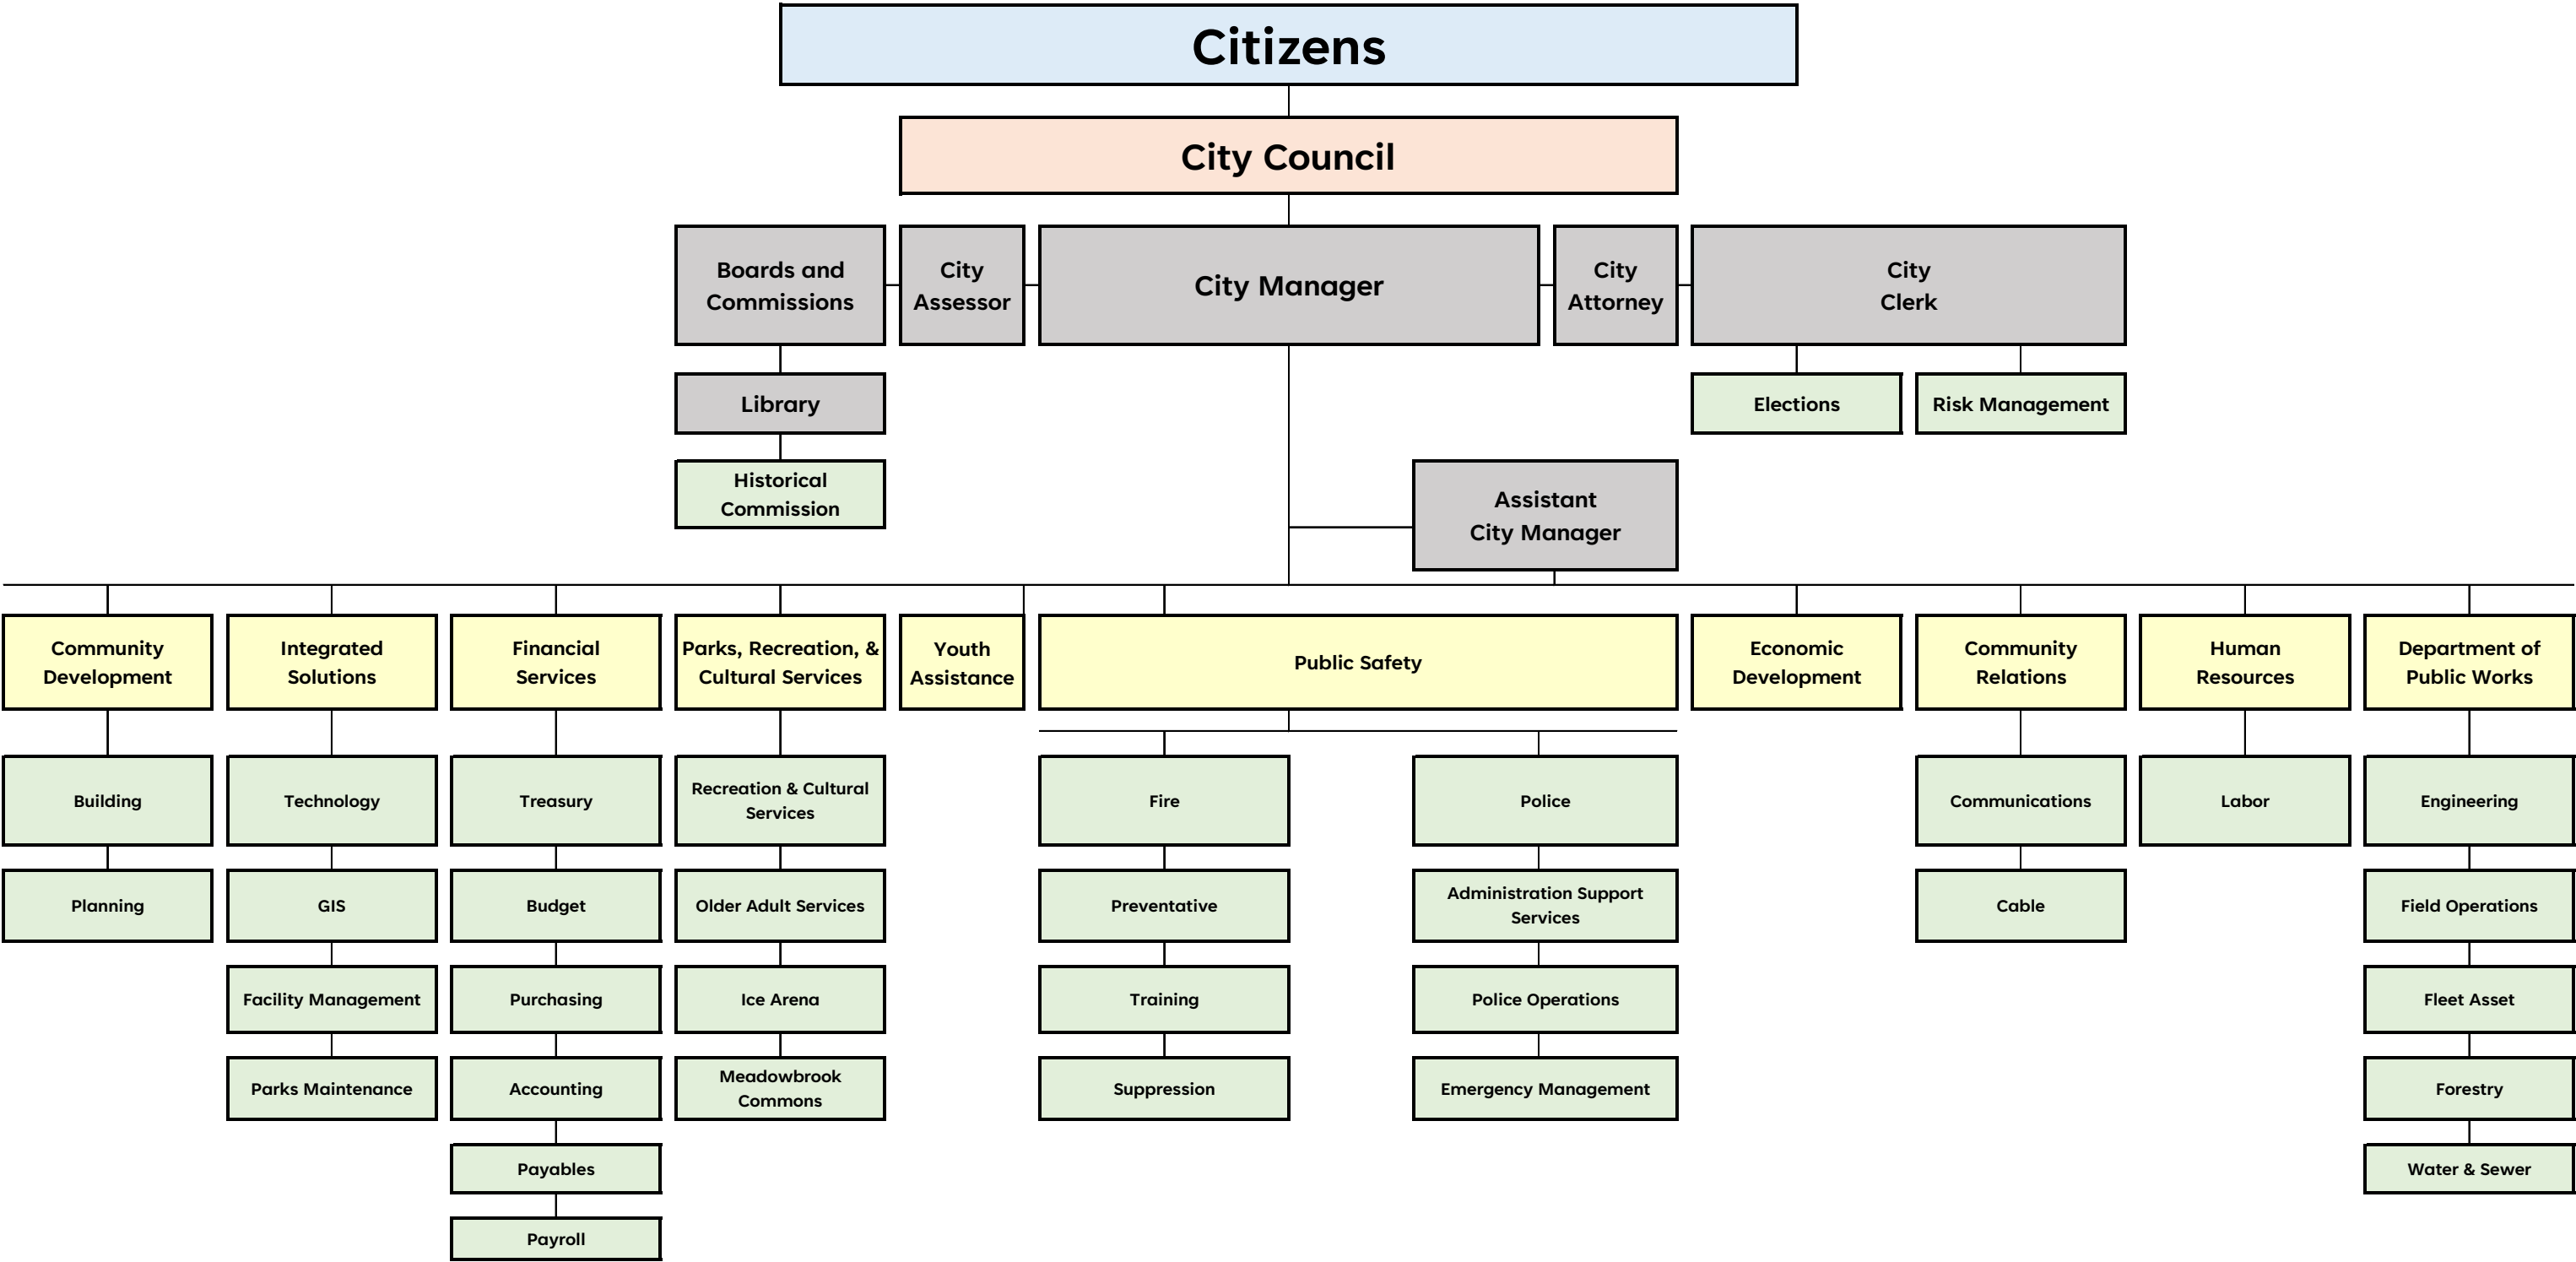 Citizens
City Council
Boards and
Commissions
City
Assessor
City Manager
City
Attorney
City
Clerk
Library
Elections
Risk Management
Historical
Commission
Assistant
City Manager
Community
Development
Integrated
Solutions
Financial
Services
Parks, Recreation, &
Cultural Services
Youth
Assistance
Public Safety
Economic
Development
Community
Relations
Human
Resources
Department of
Public Works
Building
Technology
Treasury
Recreation & Cultural
Services
Fire
Police
Communications
Labor
Engineering
Planning
GIS
Budget
Older Adult Services
Preventative
Administration Support
Services
Cable
Field Operations
Facility Management
Purchasing
Ice Arena
Training
Police Operations
Fleet Asset
Parks Maintenance
Accounting
Meadowbrook
Commons
Suppression
Emergency Management
Forestry
Payables
Water & Sewer
Payroll